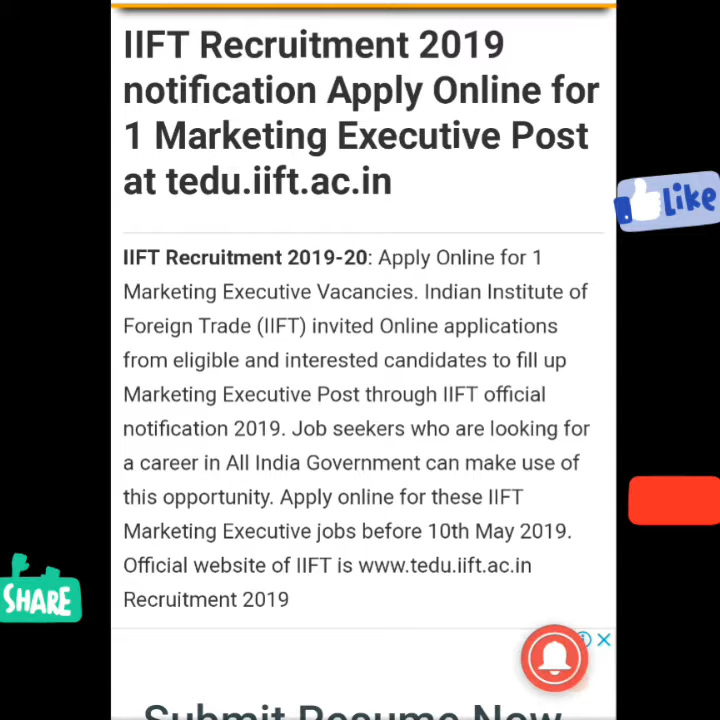 IIFT Recruitment 2019
notification Apply Online for
1 Marketing Executive Post
at tedu.iift.ac.in
Like
IIFT Recruitment 2019-20: Apply Online for 1
Marketing Executive Vacancies. Indian Institute of
Foreign Trade (IIFT) invited Online applications
from eligible and interested candidates to fill up
Marketing Executive Post through IIFT official
notification 2019. Job seekers who are looking for
a career in All India Government can make use of
this opportunity. Apply online for these IIFT
Marketing Executive jobs before 10th May 2019.
Official website of IIFT is www.tedu.iift.ac.in
Recruitment 2019
SHARE
Submit Resume Now